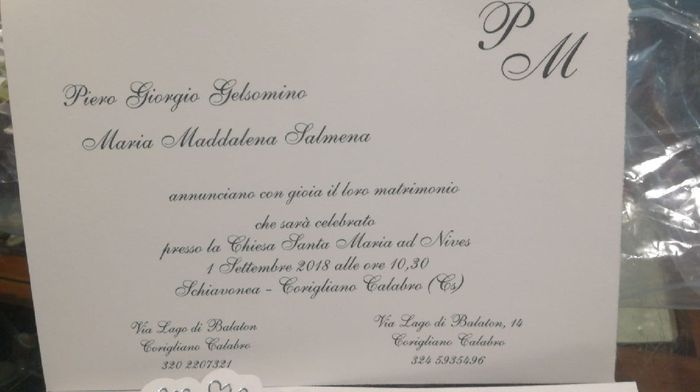 P
M
Piero Giorgio Gelsomino
Maria Maddalena Salmena
annunciano con gioia il loro matrimonio
che sarà celebrato
presso la Chiesa Santa Maria ad Nives
1 Settembre 2018 alle ore 10,30
Schiavonea - Corigliano Calabro (Cs)
Via Lago di Balaton
Corigliano Calabro
320 2207321
Via Lago di Balaton, 14
Corigliano Calabro
324 5935496